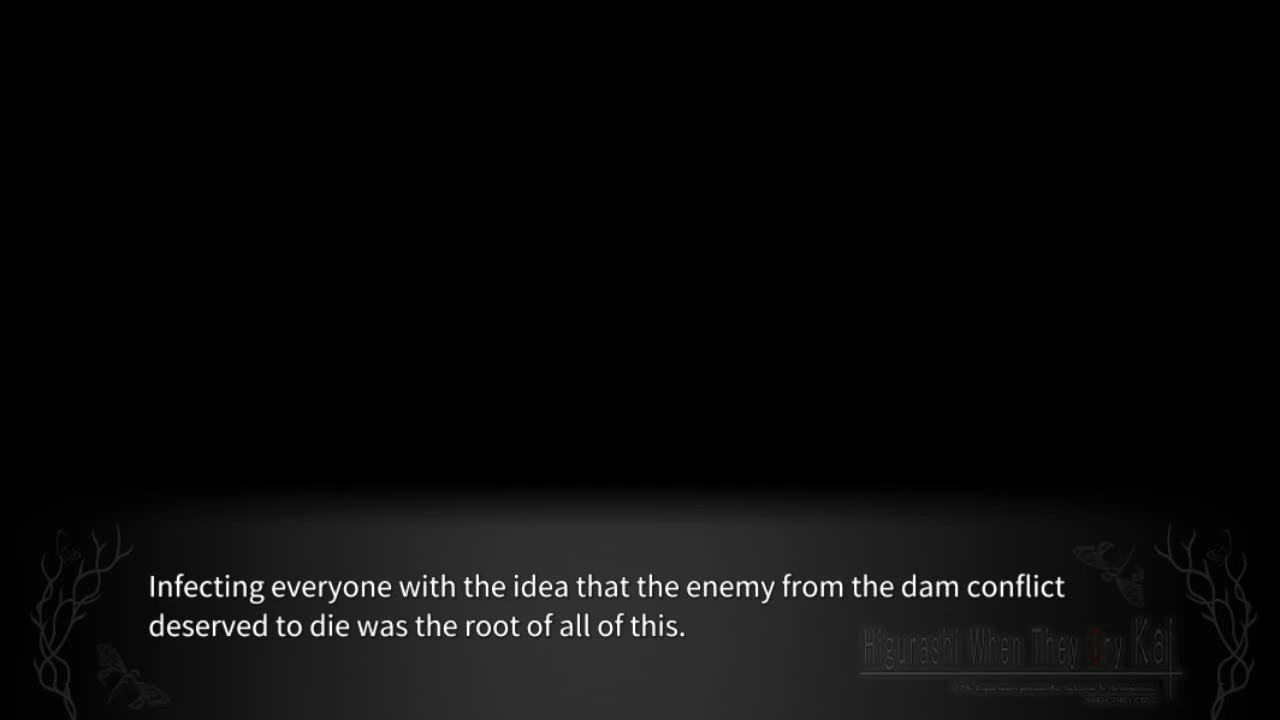 Infecting everyone with the idea that the enemy from the dam conflict
deserved to die was the root of all of this.
Higurashi When They Cry Kai